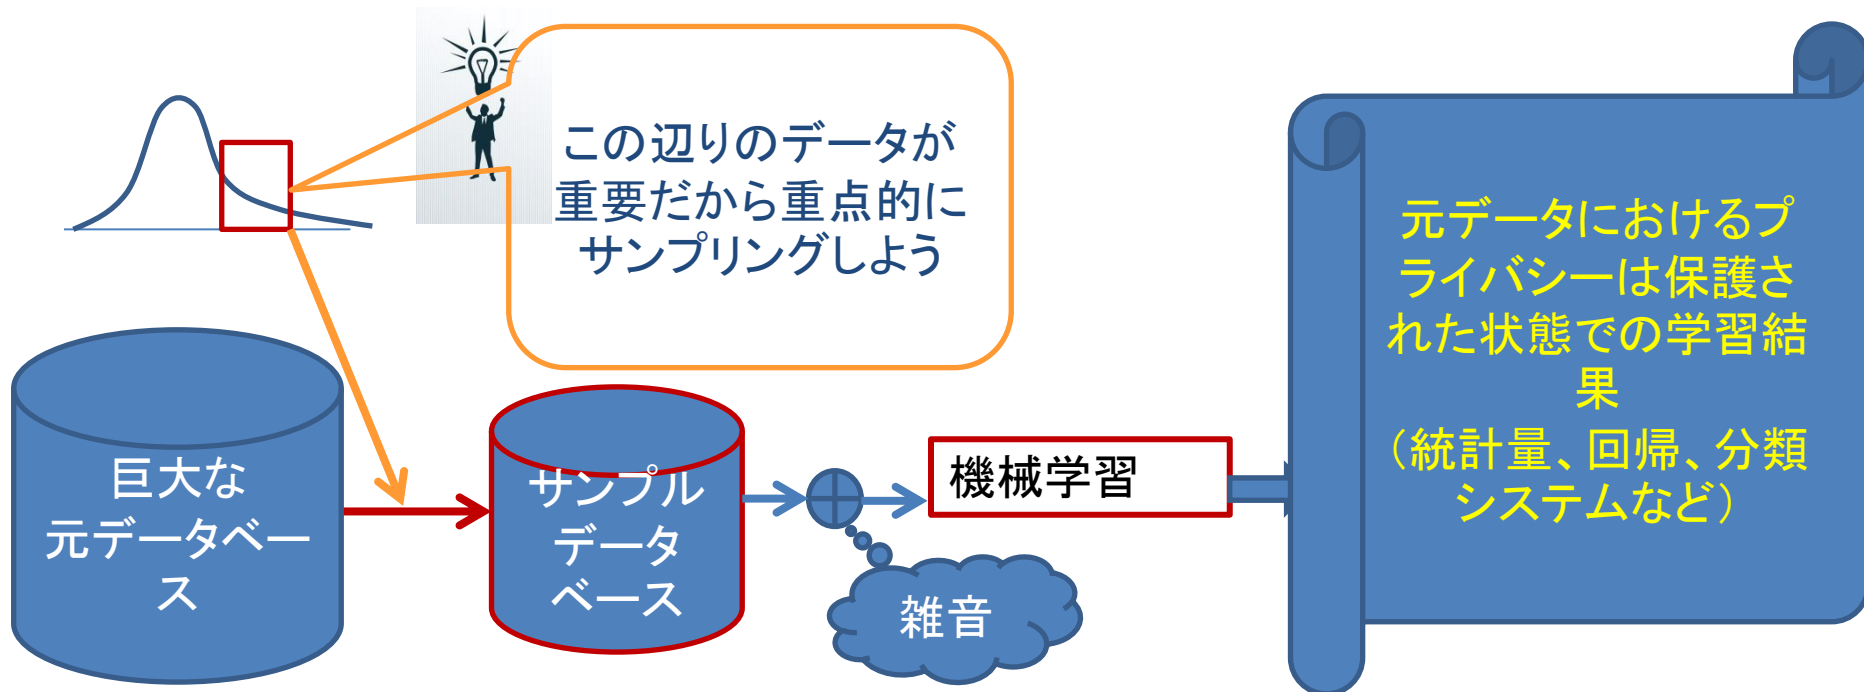 この辺りのデータが
重要だから重点的に
サンプリングしよう
巨大な
元データベー
ス
サンプル
データ
ベース
雑音
機械学習
元データにおけるプ
ライバシーは保護さ
れた状態での学習結
果
（統計量、回帰、分類
システムなど）